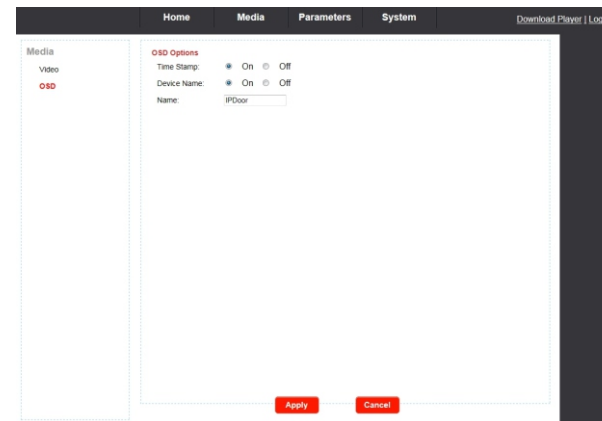 Home Media Parameters System Download Player | Log
Media
Video
OSD
OSD Options
Time Stamp: On Off
Device Name: On Off
Name: IPDoor
Apply Cancel